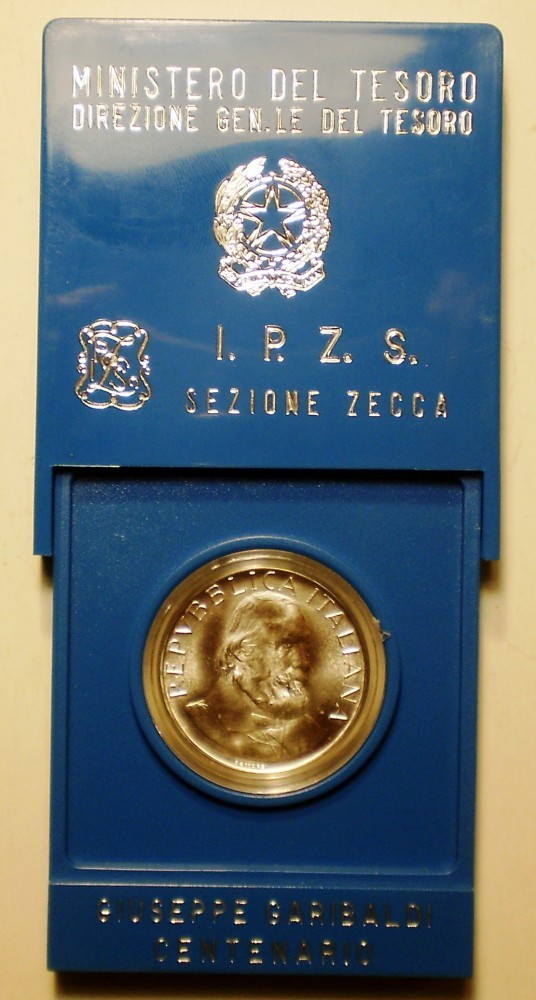 MINISTERO DEL TESORO
DIREZIONE GEN.LE DEL TESORO
I. P. Z. S.
SEZIONE ZECCA
REPVBBLICA ITALIANA
GIUSEPPE GARIBALDI
CENTENARIO